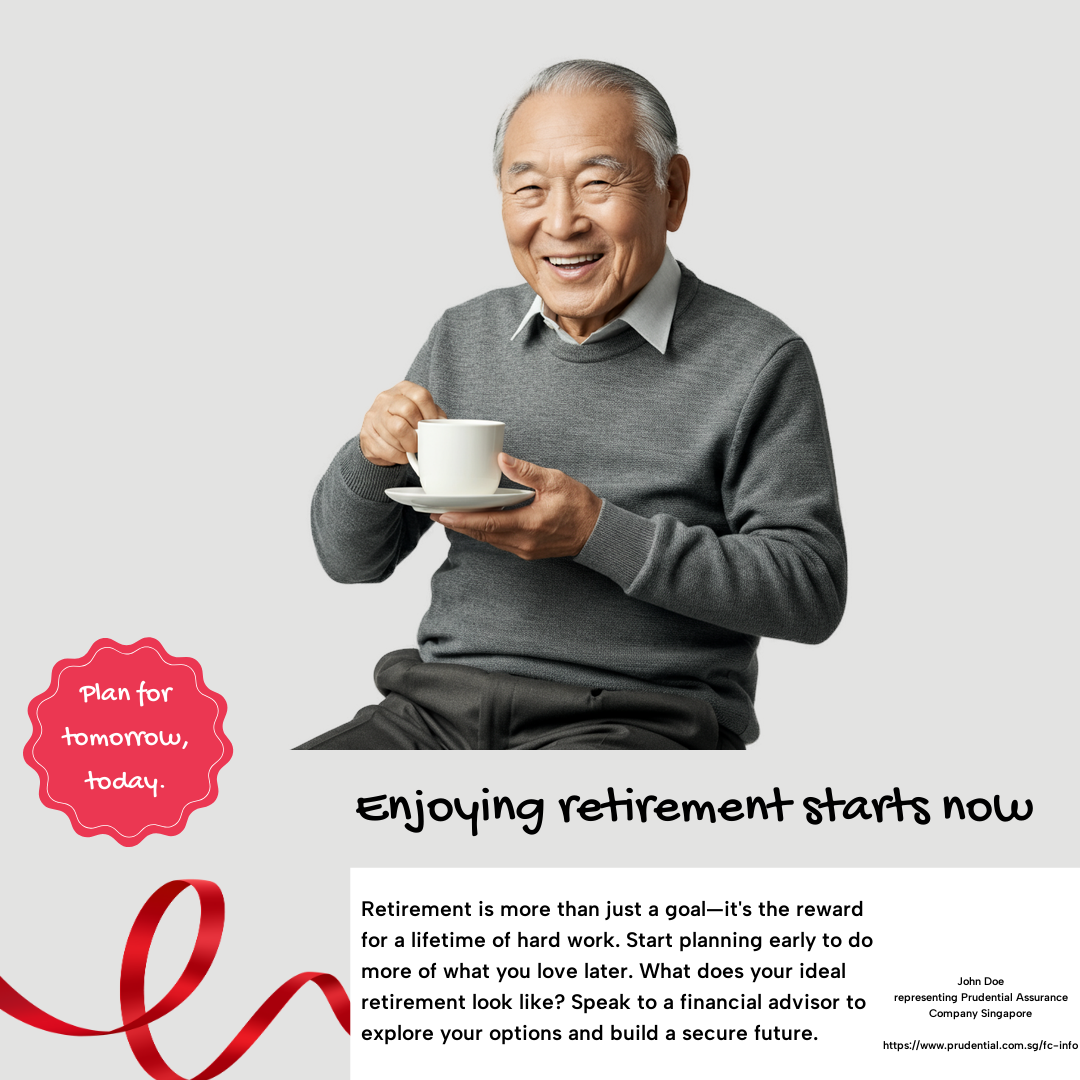 Plan for
tomorrow,
today.
Enjoying retirement starts now
Retirement is more than just a goal—it's the reward
for a lifetime of hard work. Start planning early to do
more of what you love later. What does your ideal
retirement look like? Speak to a financial advisor to
explore your options and build a secure future.
John Doe
representing Prudential Assurance
Company Singapore
https://www.prudential.com.sg/fc-info